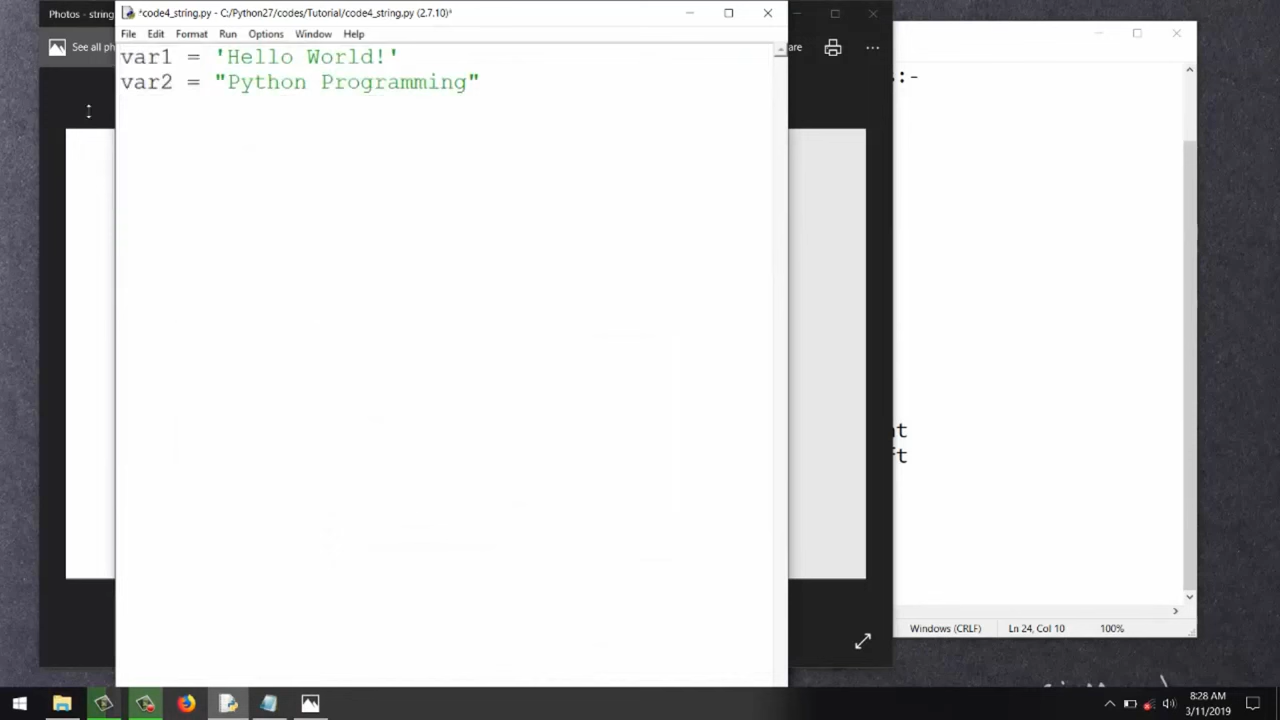 Photos - string
*code4_string.py - C:/Python27/codes/Tutorial/code4_string.py (2.7.10)*
See all ph
File Edit Format Run Options Window Help
var1 = 'Hello World!'
var2 = "Python Programming"
are
:-
t
t
Windows (CRLF) Ln 24, Col 10 100%
8:28 AM
3/11/2019